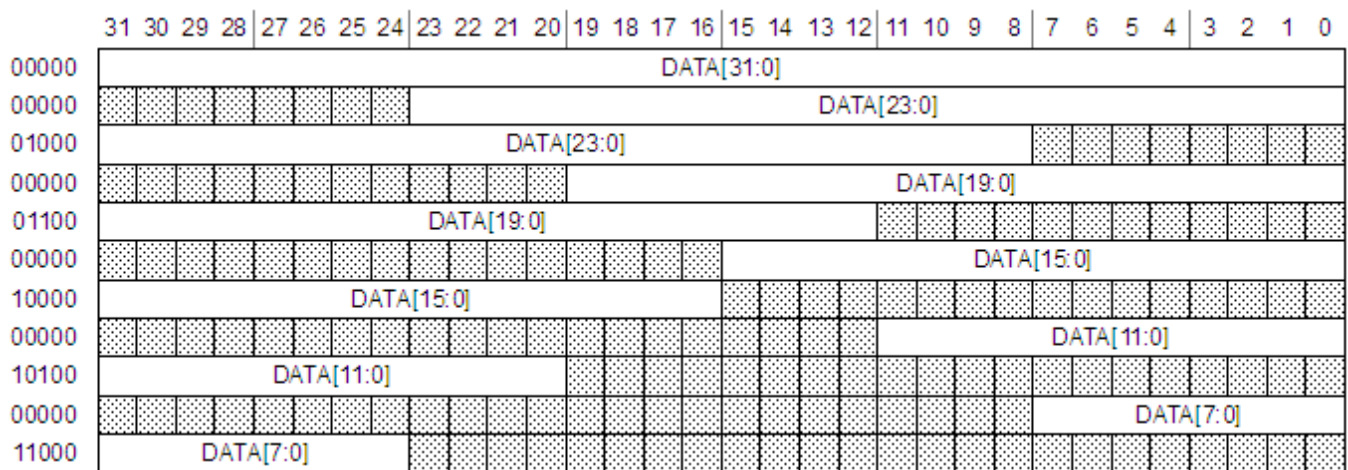 31 30 29 28 27 26 25 24 23 22 21 20 19 18 17 16 15 14 13 12 11 10 9 8 7 6 5 4 3 2 1 0
00000 DATA[31:0]
00000 DATA[23:0]
01000 DATA[23:0]
00000 DATA[19:0]
01100 DATA[19:0]
00000 DATA[15:0]
10000 DATA[15:0]
00000 DATA[11:0]
10100 DATA[11:0]
00000 DATA[7:0]
11000 DATA[7:0]